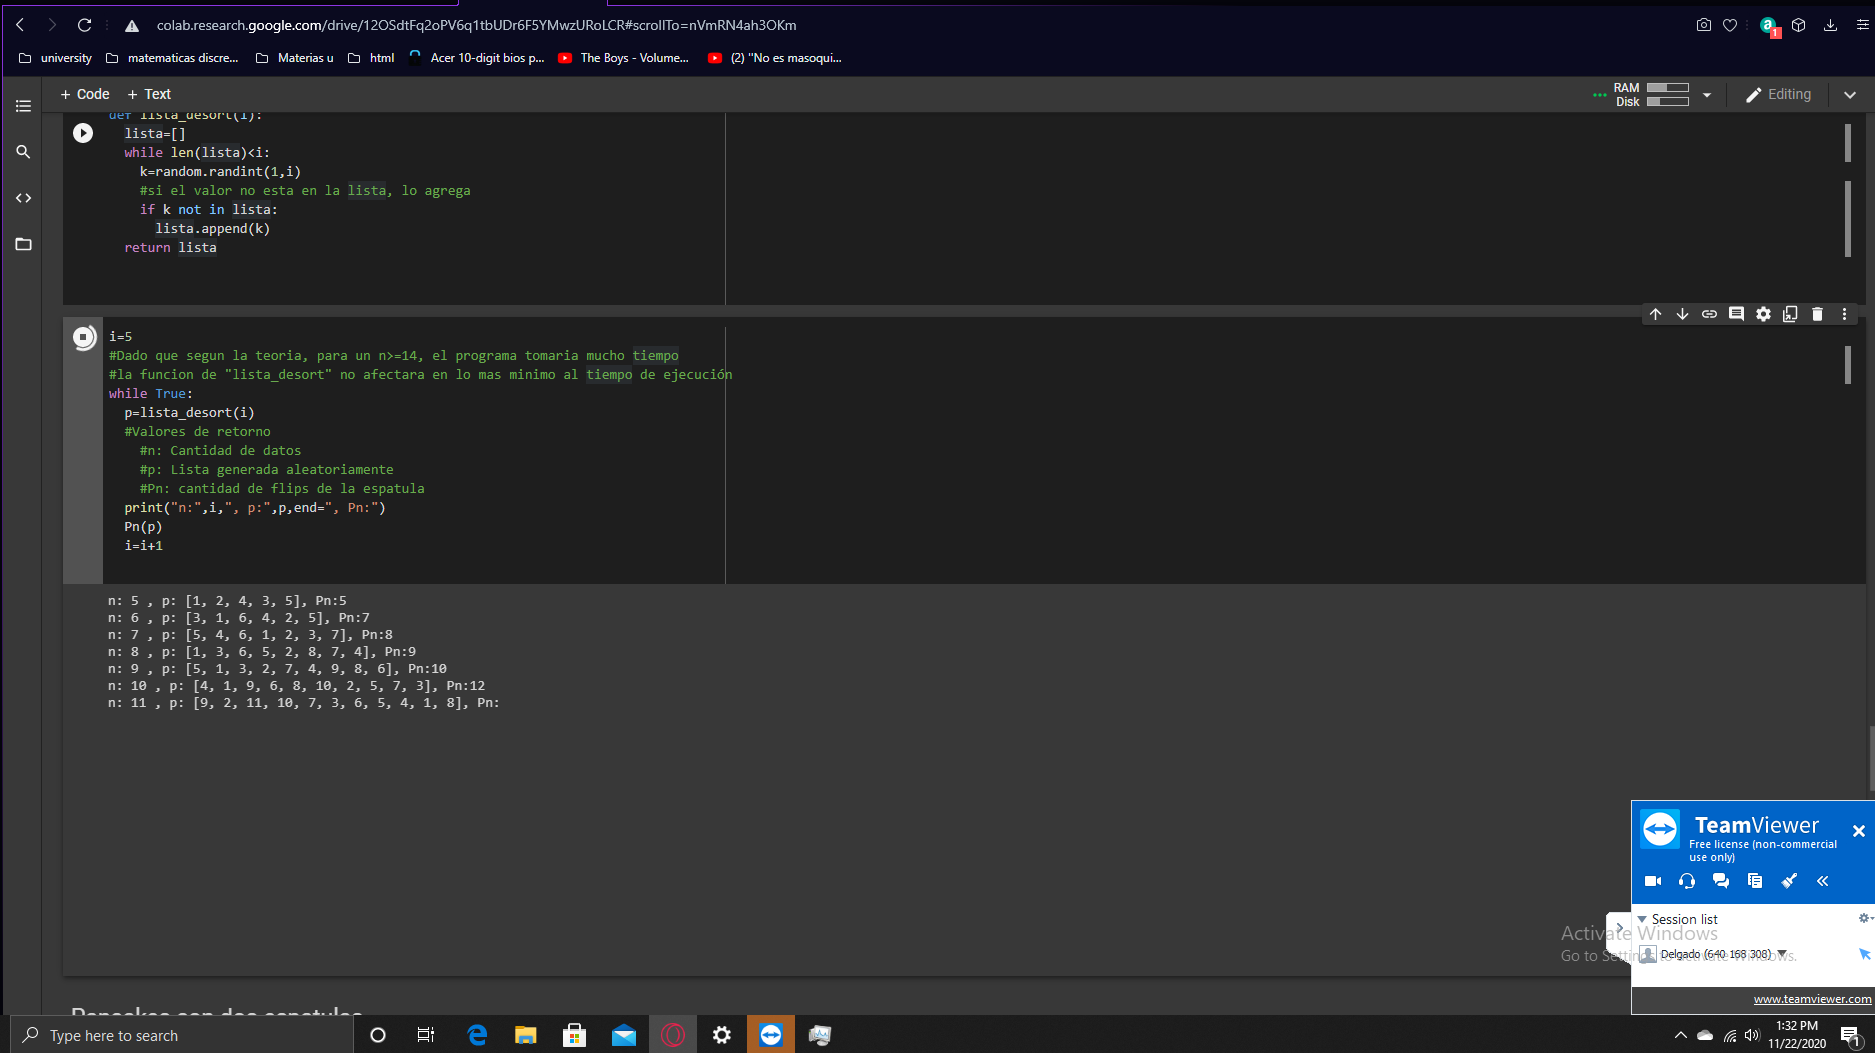 colab.research.google.com/drive/12OSdtFq2oPV6q1tbUDr6F5YMwzURoLCR#scrollTo=nVmRN4ah3OKm
1
university
matematicas discre...
Materias u
html
Acer 10-digit bios p...
The Boys - Volume...
(2) "No es masoqui...
+ Code
+ Text
RAM
Disk
Editing
def lista_desort(i):
lista=[]
while len(lista)<i:
k=random.randint(1,i)
#si el valor no esta en la lista, lo agrega
if k not in lista:
lista.append(k)
return lista
i=5
#Dado que segun la teoria, para un n>=14, el programa tomaria mucho tiempo
#la funcion de "lista_desort" no afectara en lo mas minimo al tiempo de ejecución
while True:
p=lista_desort(i)
#Valores de retorno
#n: Cantidad de datos
#p: Lista generada aleatoriamente
#Pn: cantidad de flips de la espatula
print("n:",i,", p:",p,end=", Pn:")
Pn(p)
i=i+1
n: 5 , p: [1, 2, 4, 3, 5], Pn:5
n: 6 , p: [3, 1, 6, 4, 2, 5], Pn:7
n: 7 , p: [5, 4, 6, 1, 2, 3, 7], Pn:8
n: 8 , p: [1, 3, 6, 5, 2, 8, 7, 4], Pn:9
n: 9 , p: [5, 1, 3, 2, 7, 4, 9, 8, 6], Pn:10
n: 10 , p: [4, 1, 9, 6, 8, 10, 2, 5, 7, 3], Pn:12
n: 11 , p: [9, 2, 11, 10, 7, 3, 6, 5, 4, 1, 8], Pn:
TeamViewer
Free license (non-commercial
use only)
Session list
Activate Windows
Delgado (640 168 308)
Go to Settings to activate Windows.
www.teamviewer.com
Pancakes con dos espatulas
Type here to search
1:32 PM
11/22/2020
1